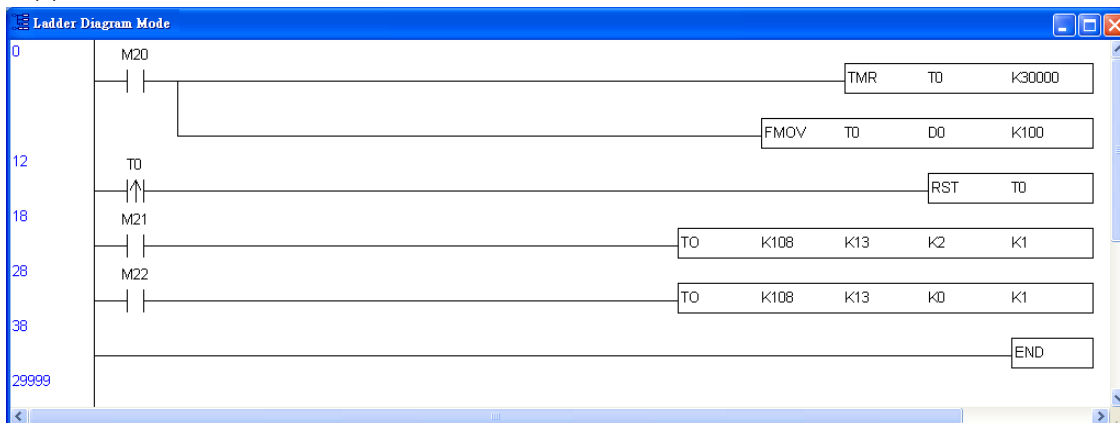 Ladder Diagram Mode
0
M20
TMR T0 K30000
FMOV T0 D0 K100
12
T0
RST T0
18
M21
TO K108 K13 K2 K1
28
M22
TO K108 K13 K0 K1
38
END
29999